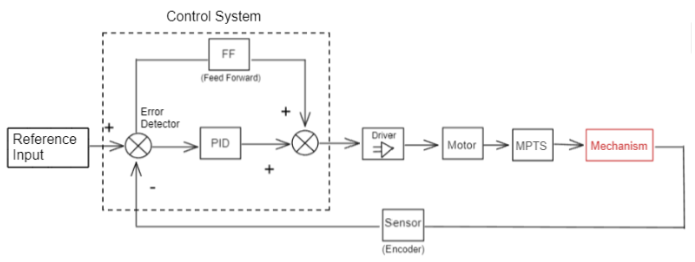 Control System
FF
(Feed Forward)
Error
Detector
+
+
Reference
Input
PID
Driver
Motor
MPTS
Mechanism
+
-
Sensor
(Encoder)